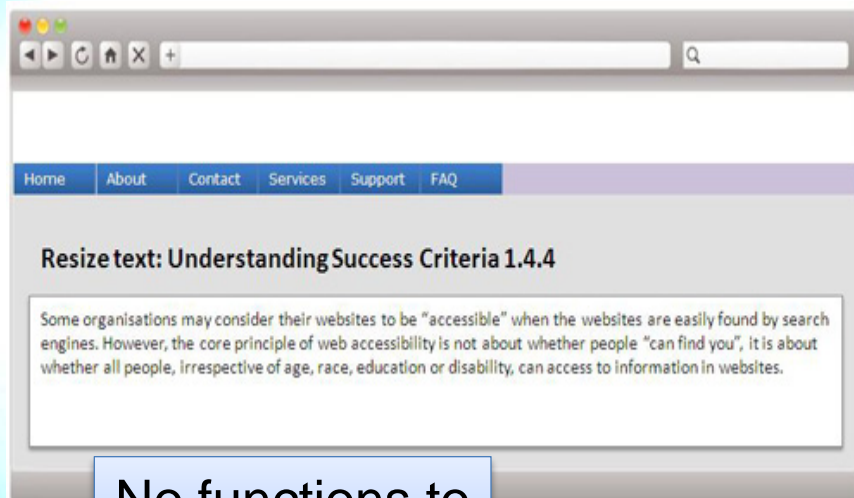 Home About Contact Services Support FAQ
Resize text: Understanding Success Criteria 1.4.4
Some organisations may consider their websites to be “accessible” when the websites are easily found by search
engines. However, the core principle of web accessibility is not about whether people “can find you”, it is about
whether all people, irrespective of age, race, education or disability, can access to information in websites.
No functions to